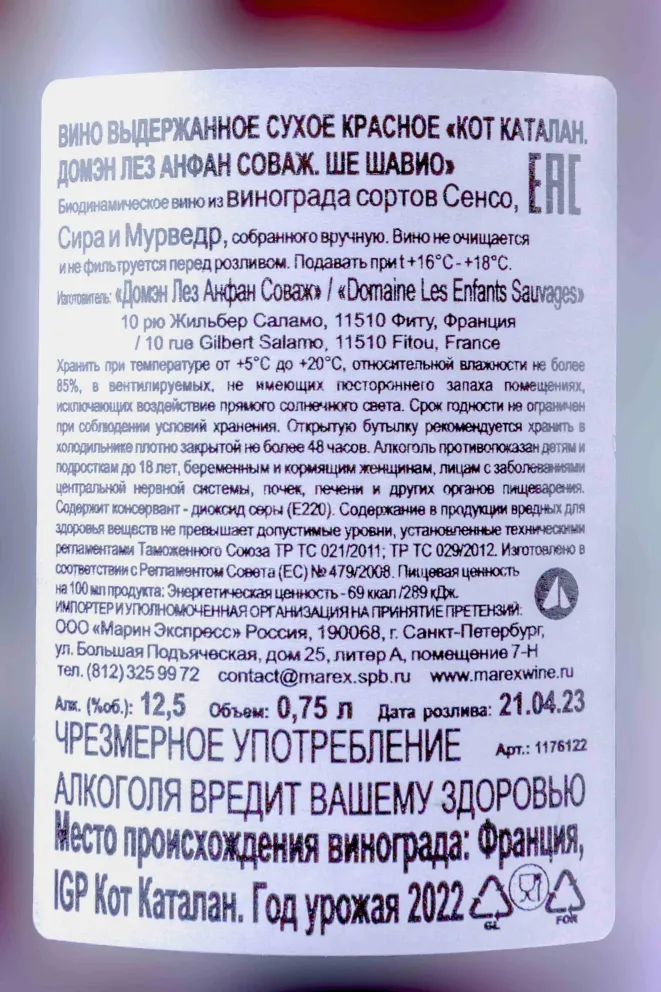 ВИНО ВЫДЕРЖАННОЕ СУХОЕ КРАСНОЕ «КОТ КАТАЛАН.
ДОМЭН ЛЕЗ АНФАН СОВАЖ. ШЕ ШАВИО»
Биодинамическое вино из винограда сортов Сенсо,
EAC
Сира и Мурведр, собранного вручную. Вино не очищается
и не фильтруется перед розливом. Подавать при t +16°C - +18°C.
Изготовитель: «Домэн Лез Анфан Соваж» / «Domaine Les Enfants Sauvages»
10 рю Жильбер Саламо, 11510 Фиту, Франция
/ 10 rue Gilbert Salamo, 11510 Fitou, France
Хранить при температуре от +5°C до +20°C, относительной влажности не более
85%, в вентилируемых, не имеющих постороннего запаха помещениях,
исключающих воздействие прямого солнечного света. Срок годности не ограничен
при соблюдении условий хранения. Открытую бутылку рекомендуется хранить в
холодильнике плотно закрытой не более 48 часов. Алкоголь противопоказан детям и
подросткам до 18 лет, беременным и кормящим женщинам, лицам с заболеваниями
центральной нервной системы, почек, печени и других органов пищеварения.
Содержит консервант - диоксид серы (E220). Содержание в продукции вредных для
здоровья веществ не превышает допустимые уровни, установленные техническими
регламентами Таможенного Союза ТР ТС 021/2011; ТР ТС 029/2012. Изготовлено в
соответствии с Регламентом Совета (ЕС) № 479/2008. Пищевая ценность
на 100 мл продукта: Энергетическая ценность - 69 ккал /289 кДж.
ИМПОРТЕР И УПОЛНОМОЧЕННАЯ ОРГАНИЗАЦИЯ НА ПРИНЯТИЕ ПРЕТЕНЗИЙ:
ООО «Марин Экспресс» Россия, 190068, г. Санкт-Петербург,
ул. Большая Подъяческая, дом 25, литер А, помещение 7-Н
тел. (812) 325 99 72 contact@marex.spb.ru www.marexwine.ru
Алк. (%об.): 12,5 Объем: 0,75 л Дата розлива: 21.04.23
ЧРЕЗМЕРНОЕ УПОТРЕБЛЕНИЕ Арт.: 1176122
АЛКОГОЛЯ ВРЕДИТ ВАШЕМУ ЗДОРОВЬЮ
Место происхождения винограда: Франция,
IGP Кот Каталан. Год урожая 2022
GL FOR